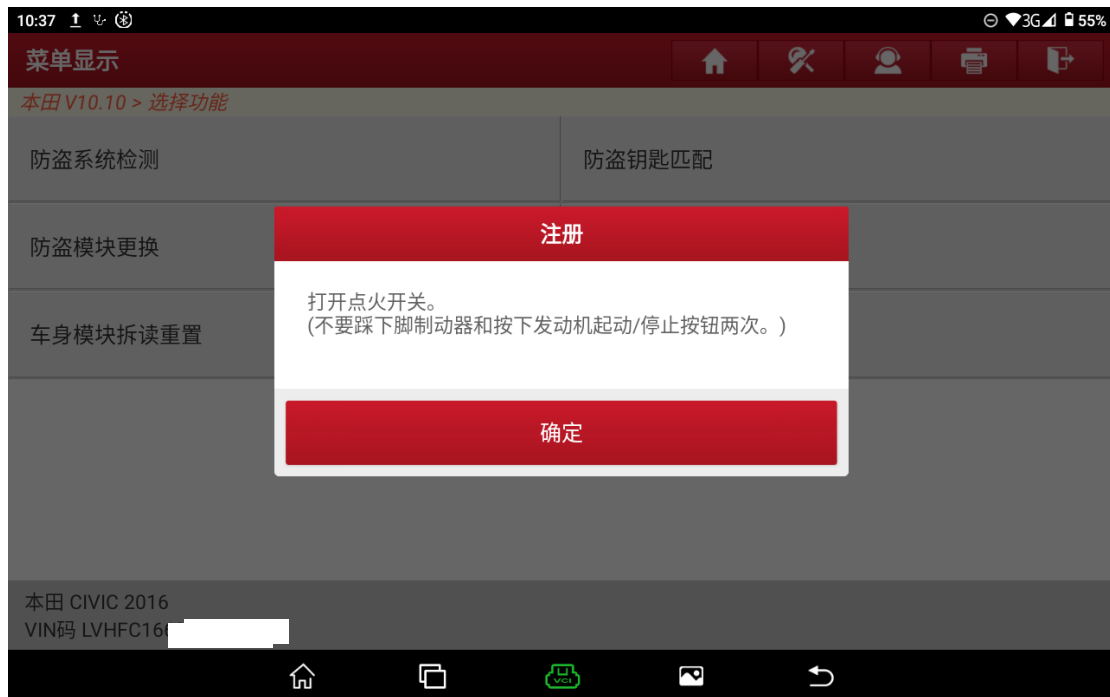 10:37
3G 55%
菜单显示
本田 V10.10 > 选择功能
防盗系统检测
防盗钥匙匹配
防盗模块更换
车身模块拆读重置
注册
打开点火开关。
(不要踩下脚制动器和按下发动机起动/停止按钮两次。)
确定
本田 CIVIC 2016
VIN码 LVHFC166
VCI